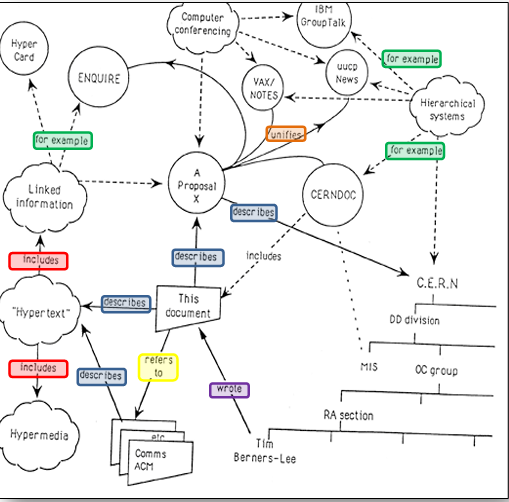 IBM
GroupTalk
Computer
conferencing
Hyper
Card
ENQUIRE
VAX/
NOTES
uucp
News
for example
Hierarchical
systems
for example
unifies
for example
Linked
information
A
Proposal
X
CERNDOC
describes
includes
describes
includes
C.E.R.N
"Hypertext"
describes
This
document
DD division
includes
describes
refers
to
wrote
MIS
OC group
RA section
Hypermedia
etc
Comms
ACM
Tim
Berners-Lee